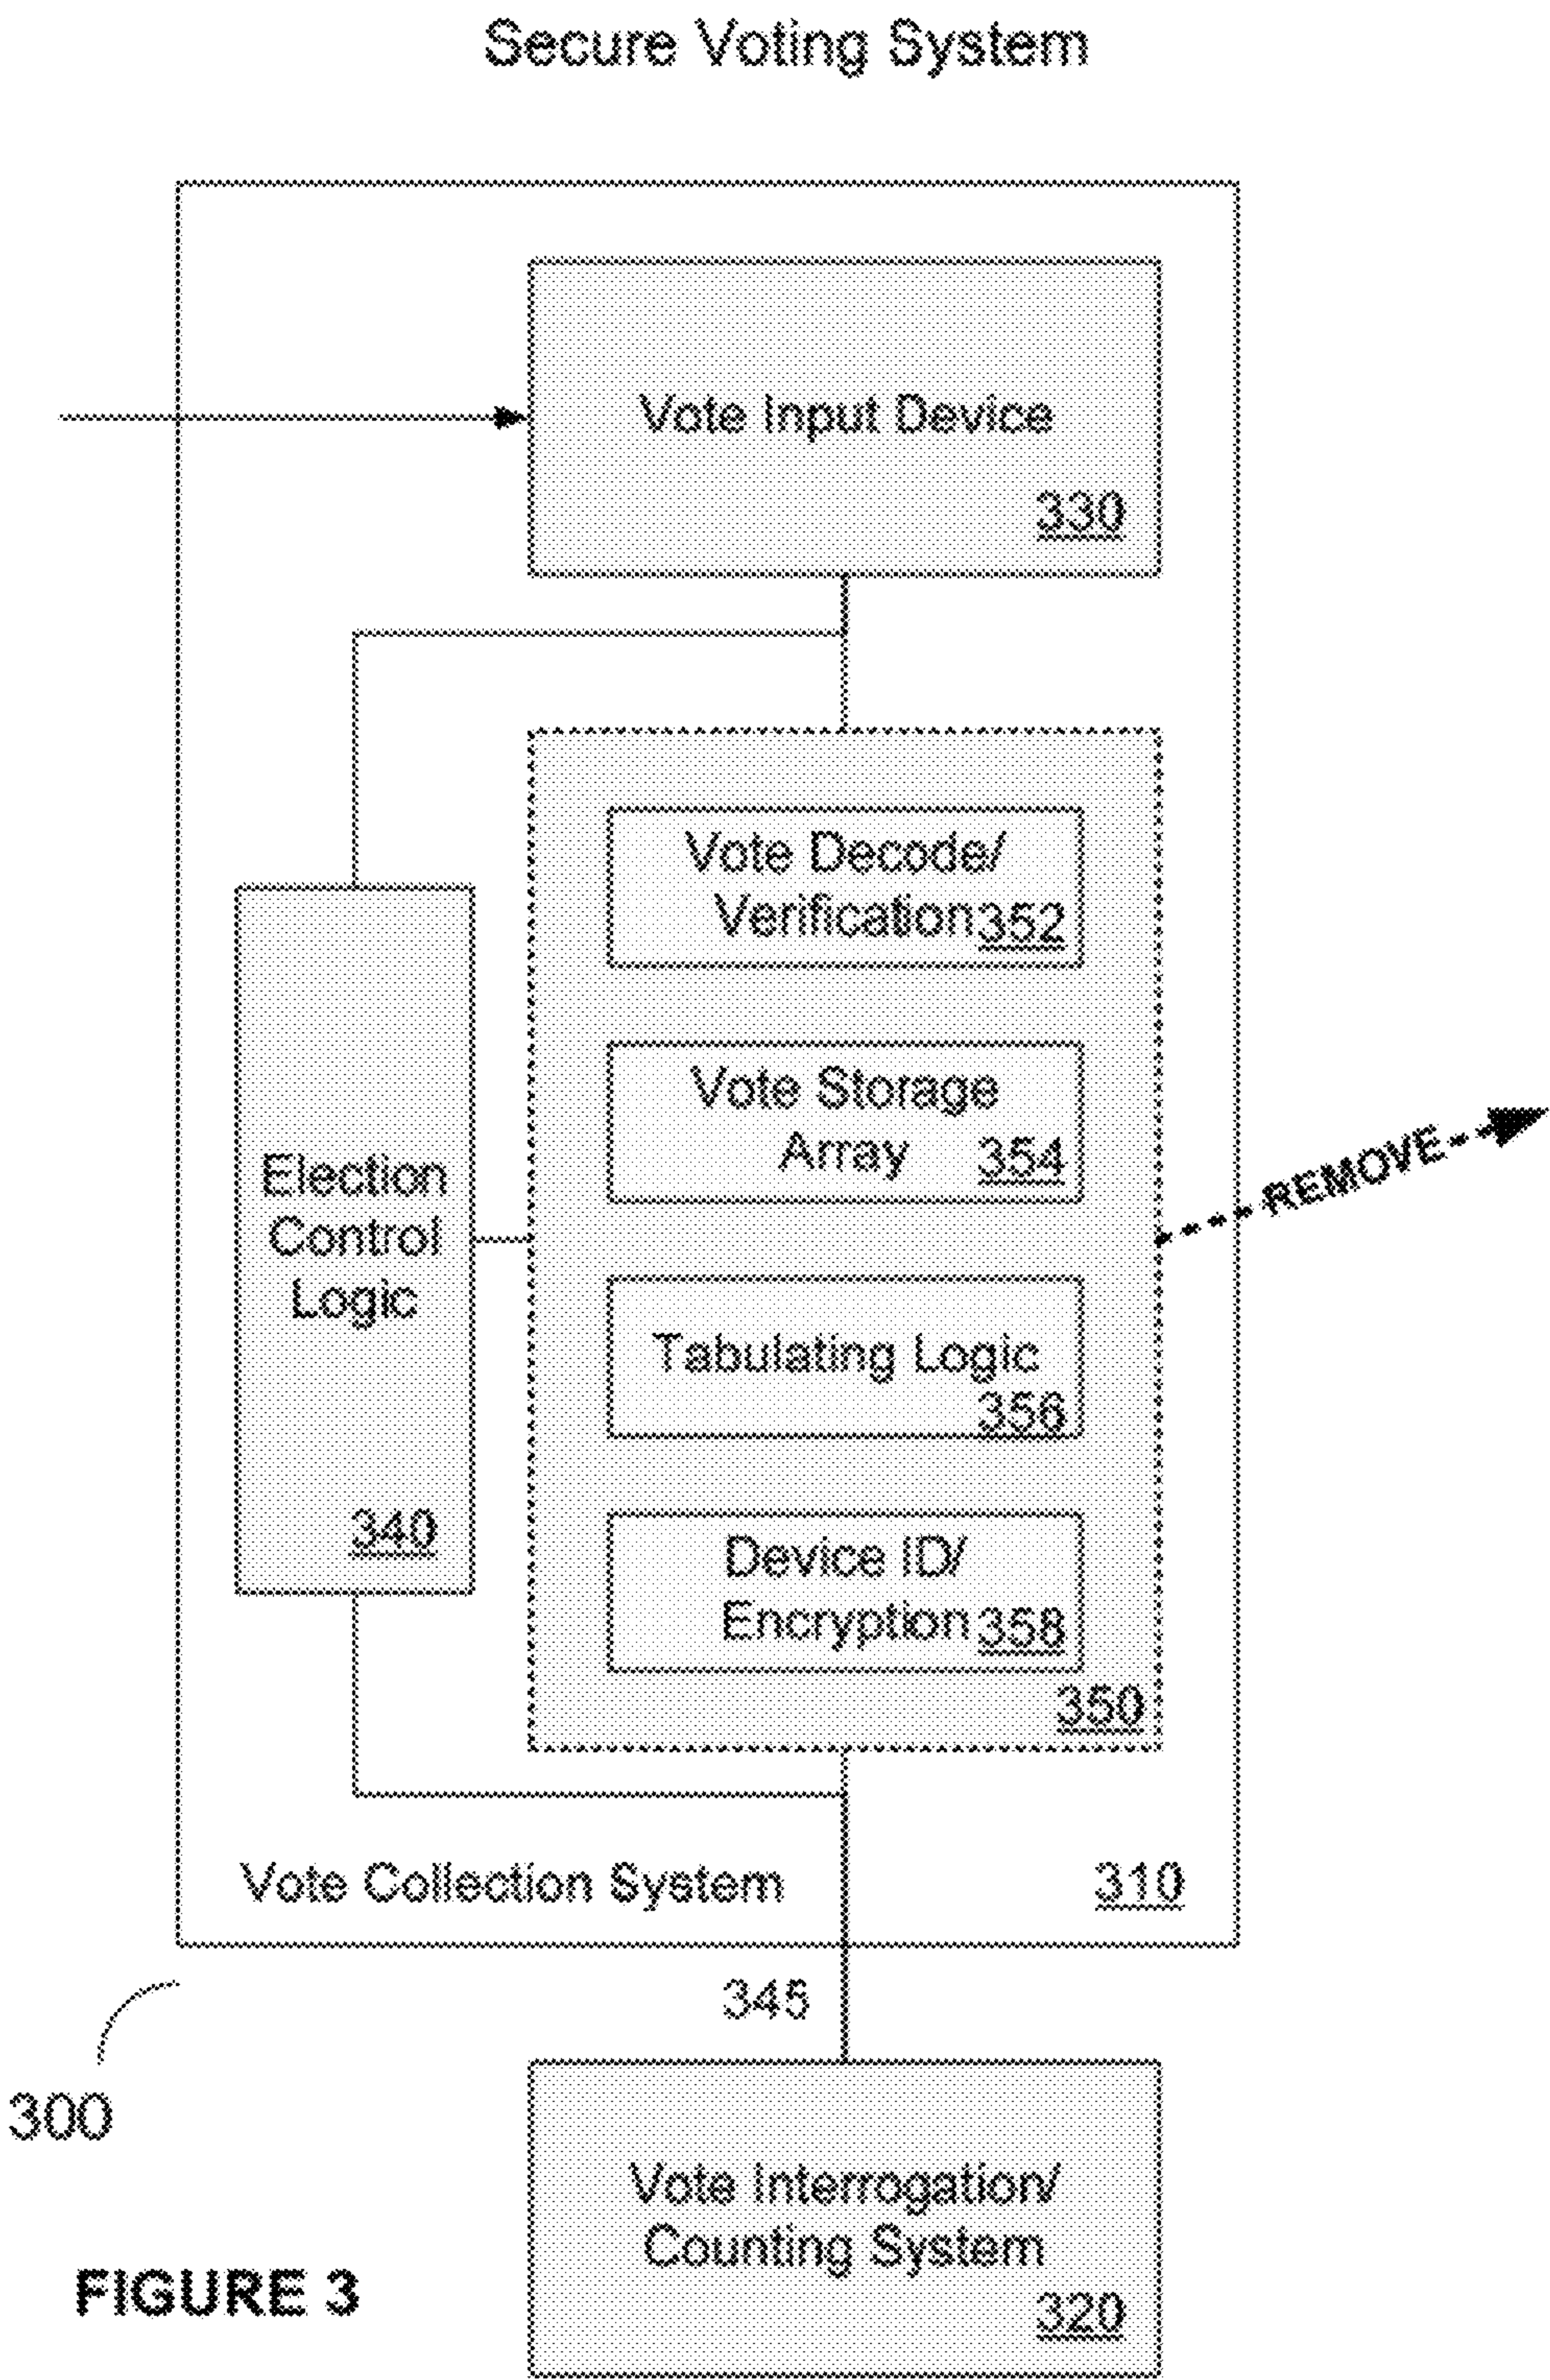 Secure Voting System
Vote Input Device
330
Vote Decode/
Verification 352
Vote Storage
Array 354
Election
Control
Logic
340
REMOVE
Tabulating Logic
356
Device ID/
Encryption 358
350
Vote Collection System 310
345
300
Vote Interrogation/
Counting System
320
FIGURE 3